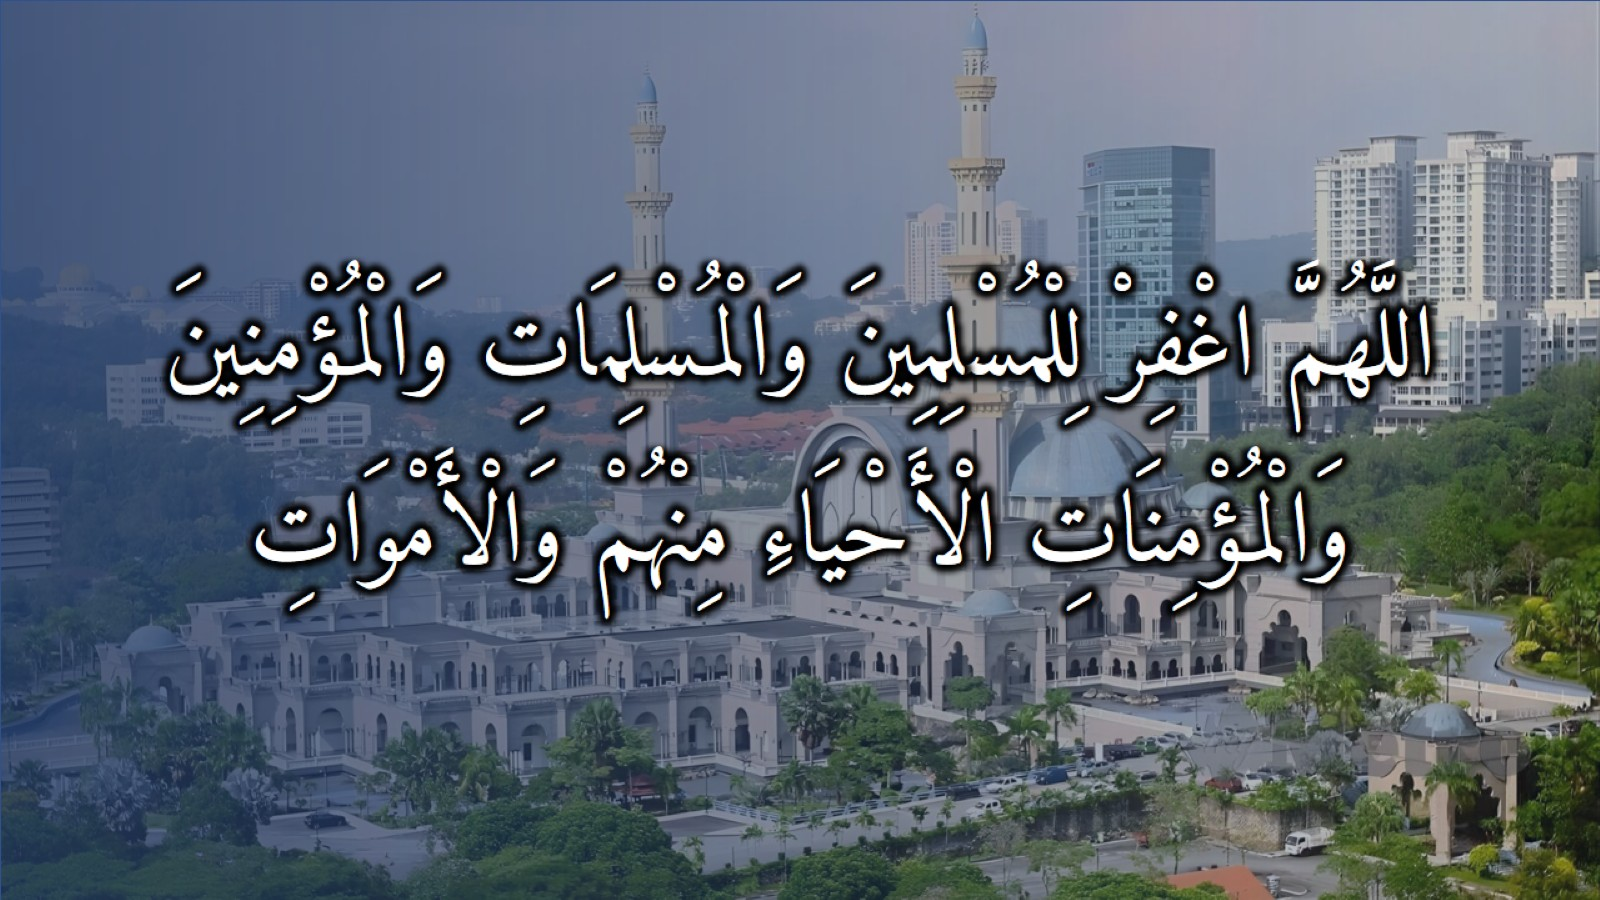 اللَّهُمَّ اغْفِرْ لِلْمُسْلِمِينَ وَالْمُسْلِمَاتِ وَالْمُؤْمِنِينَ
وَالْمُؤْمِنَاتِ الْأَحْيَاءِ مِنْهُمْ وَالْأَمْوَاتِ